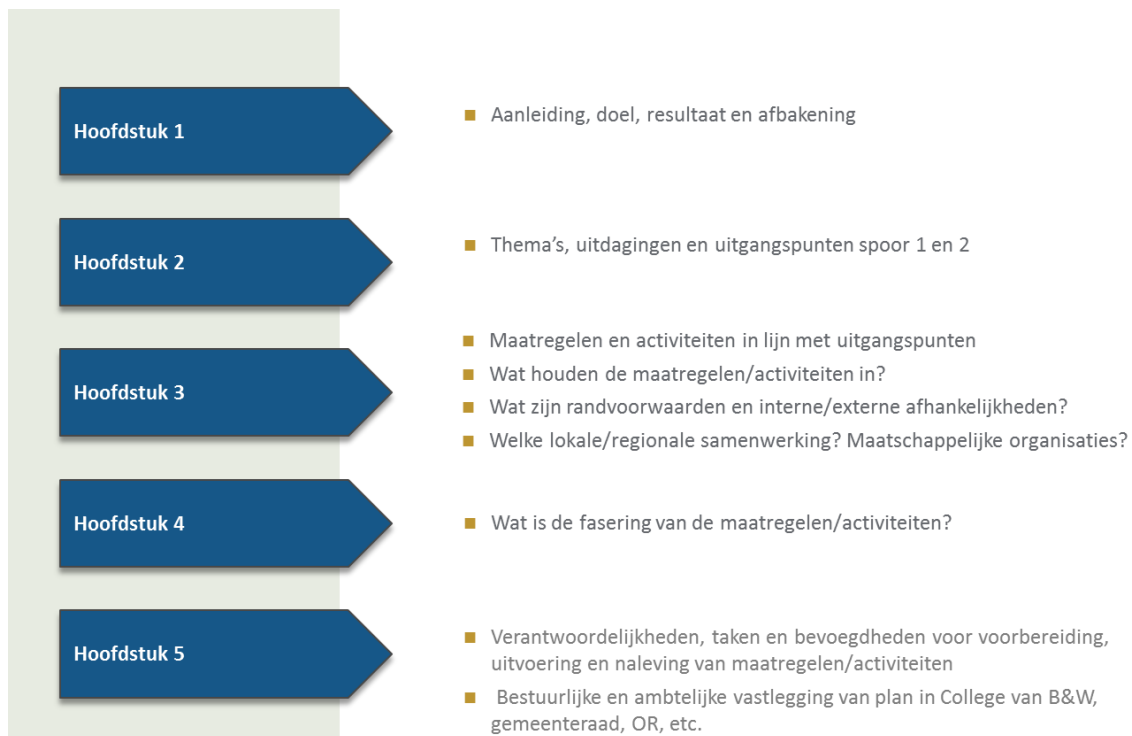 Hoofdstuk 1
Aanleiding, doel, resultaat en afbakening
Hoofdstuk 2
Thema's, uitdagingen en uitgangspunten spoor 1 en 2
Hoofdstuk 3
Maatregelen en activiteiten in lijn met uitgangspunten
Wat houden de maatregelen/activiteiten in?
Wat zijn randvoorwaarden en interne/externe afhankelijkheden?
Welke lokale/regionale samenwerking? Maatschappelijke organisaties?
Hoofdstuk 4
Wat is de fasering van de maatregelen/activiteiten?
Hoofdstuk 5
Verantwoordelijkheden, taken en bevoegdheden voor voorbereiding,
uitvoering en naleving van maatregelen/activiteiten
Bestuurlijke en ambtelijke vastlegging van plan in College van B&W,
gemeenteraad, OR, etc.